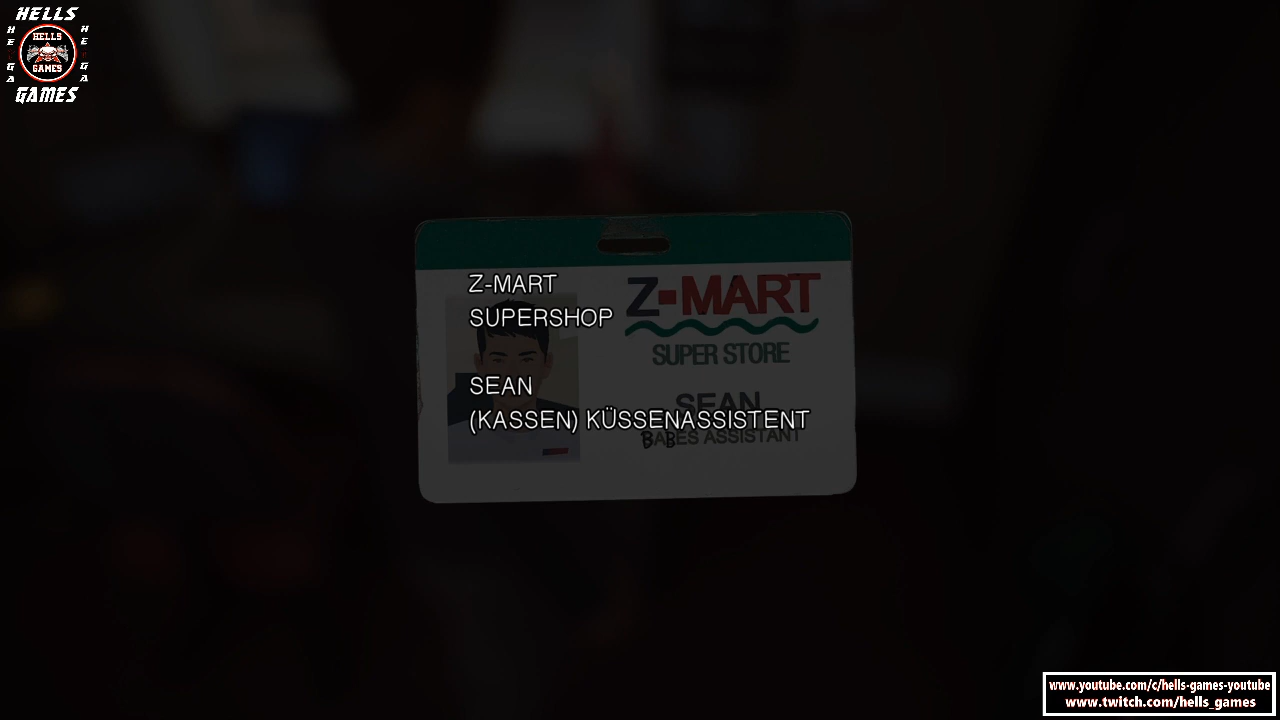 HELLS
HELLS
GAMES
GAMES
Z-MART
SUPERSHOP
SEAN
(KASSEN) KÜSSENASSISTENT
Z-MART
SUPER STORE
SEAN
BABES ASSISTANT
www.youtube.com/c/hells-games-youtube
www.twitch.com/hells_games